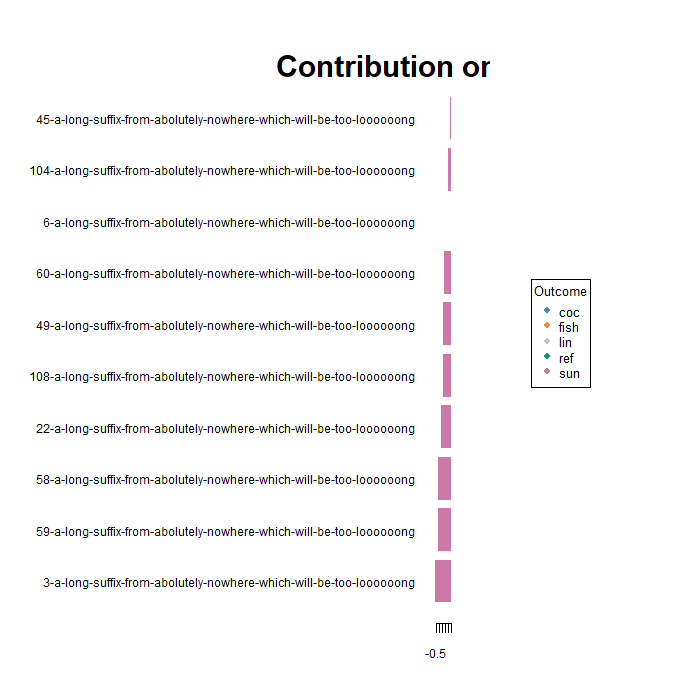 Contribution or
45-a-long-suffix-from-abolutely-nowhere-which-will-be-too-loooooong
104-a-long-suffix-from-abolutely-nowhere-which-will-be-too-loooooong
6-a-long-suffix-from-abolutely-nowhere-which-will-be-too-loooooong
60-a-long-suffix-from-abolutely-nowhere-which-will-be-too-loooooong
49-a-long-suffix-from-abolutely-nowhere-which-will-be-too-loooooong
108-a-long-suffix-from-abolutely-nowhere-which-will-be-too-loooooong
22-a-long-suffix-from-abolutely-nowhere-which-will-be-too-loooooong
58-a-long-suffix-from-abolutely-nowhere-which-will-be-too-loooooong
59-a-long-suffix-from-abolutely-nowhere-which-will-be-too-loooooong
3-a-long-suffix-from-abolutely-nowhere-which-will-be-too-loooooong
Outcome
coc
fish
lin
ref
sun
-0.5